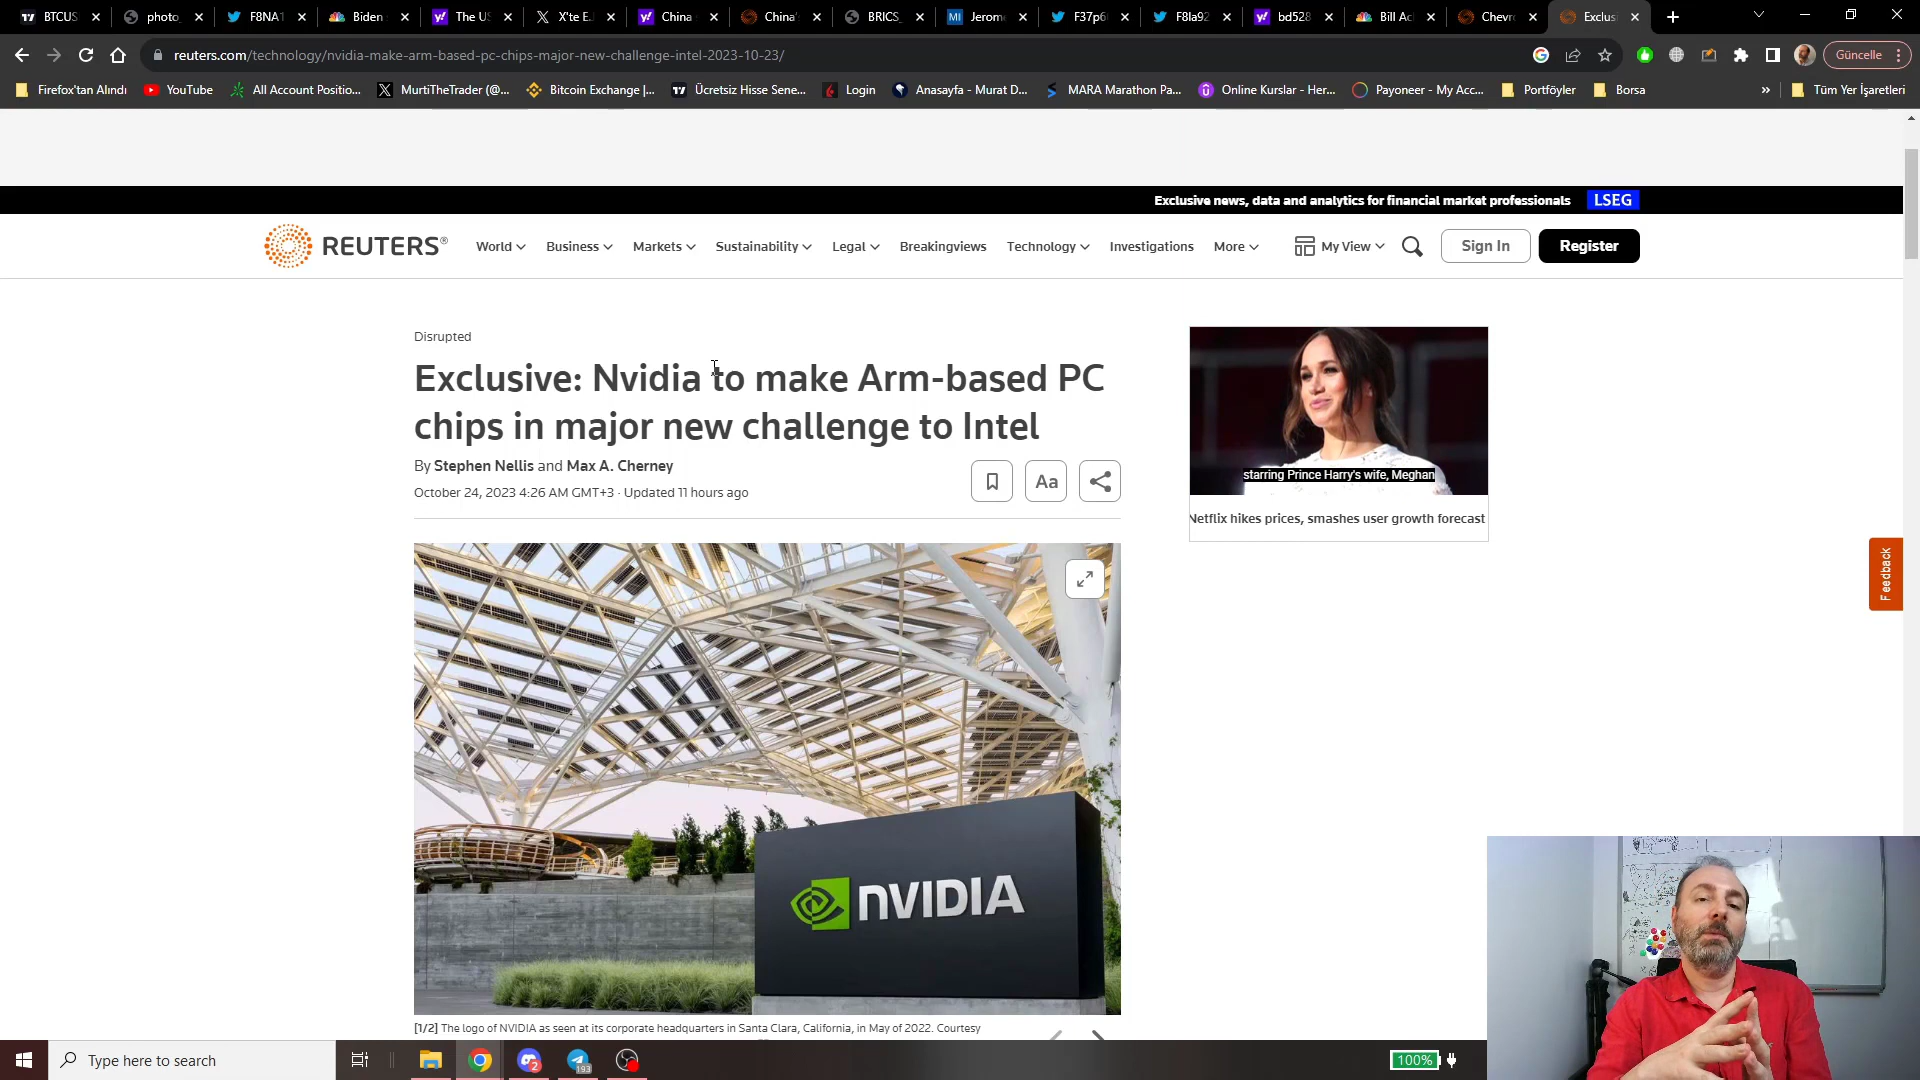 BTCUS
photo_
F8NA1
Biden
The US
X'te E.
China
China'
BRICS_
Jerom
F37p6
F8la92
bd528
Bill Ac
Chevr
Exclus
reuters.com/technology/nvidia-make-arm-based-pc-chips-major-new-challenge-intel-2023-10-23/
Güncelle
Firefox'tan Alındı
YouTube
All Account Positio...
MurtiTheTrader (@...
Bitcoin Exchange |...
Ücretsiz Hisse Sene...
Login
Anasayfa - Murat D...
MARA Marathon Pa...
Online Kurslar - Her...
Payoneer - My Acc...
Portföyler
Borsa
»
Tüm Yer İşaretleri
Exclusive news, data and analytics for financial market professionals
LSEG
REUTERS®
World
Business
Markets
Sustainability
Legal
Breakingviews
Technology
Investigations
More
My View
Sign In
Register
Disrupted
Exclusive: Nvidia to make Arm-based PC
chips in major new challenge to Intel
By Stephen Nellis and Max A. Cherney
October 24, 2023 4:26 AM GMT+3 · Updated 11 hours ago
Aa
starring Prince Harry's wife, Meghan
Netflix hikes prices, smashes user growth forecast
Feedback
NVIDIA
[1/2] The logo of NVIDIA as seen at its corporate headquarters in Santa Clara, California, in May of 2022. Courtesy
Type here to search
2
193
100%